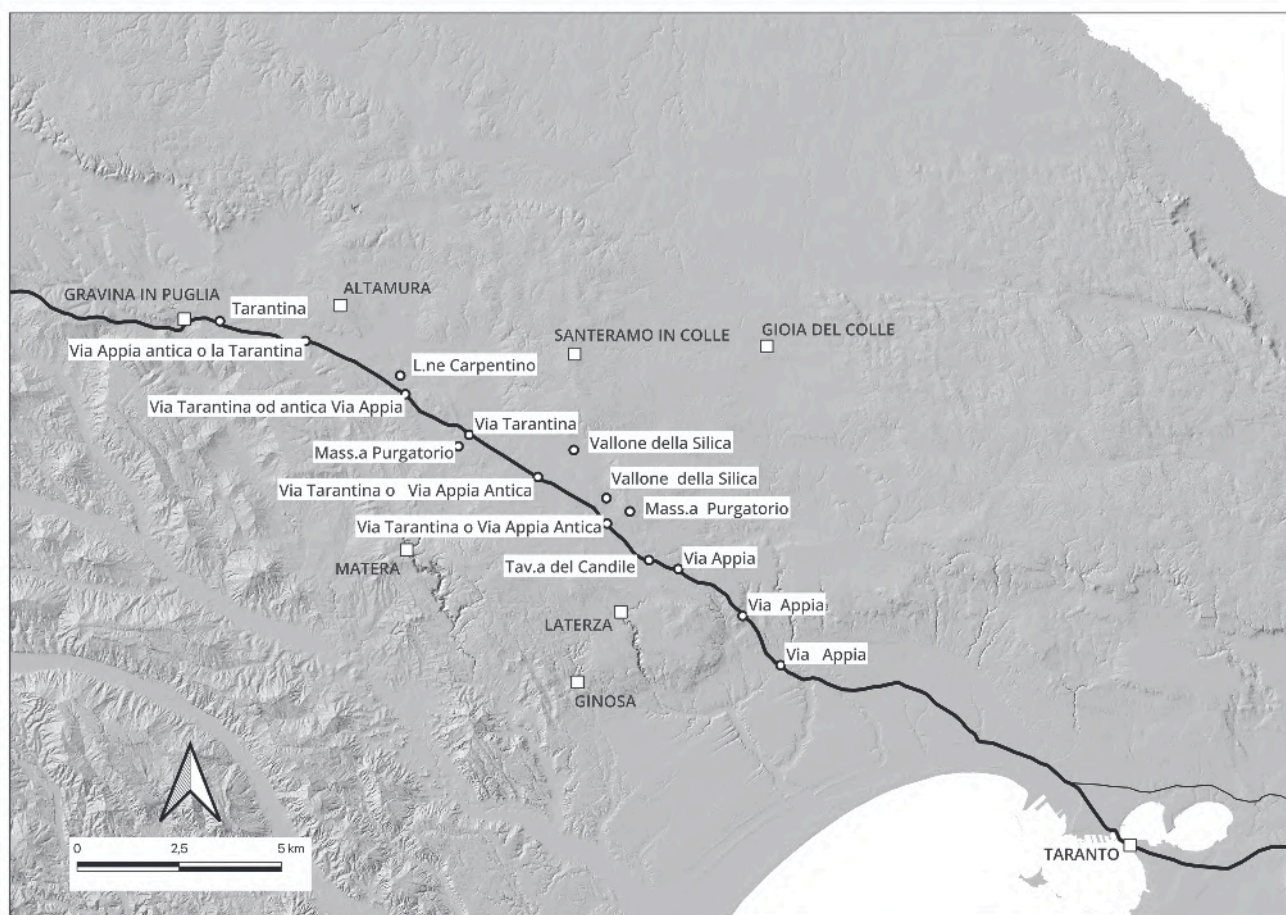 GRAVINA IN PUGLIA
Tarantina
ALTAMURA
Via Appia antica o la Tarantina
SANTERAMO IN COLLE
GIOIA DEL COLLE
L.ne Carpentino
Via Tarantina od antica Via Appia
Via Tarantina
Mass.a Purgatorio
Vallone della Silica
Via Tarantina o Via Appia Antica
Vallone della Silica
Mass.a Purgatorio
Via Tarantina o Via Appia Antica
MATERA
Tav.a del Candile
Via Appia
LATERZA
Via Appia
Via Appia
GINOSA
TARANTO
0 2,5 5 km